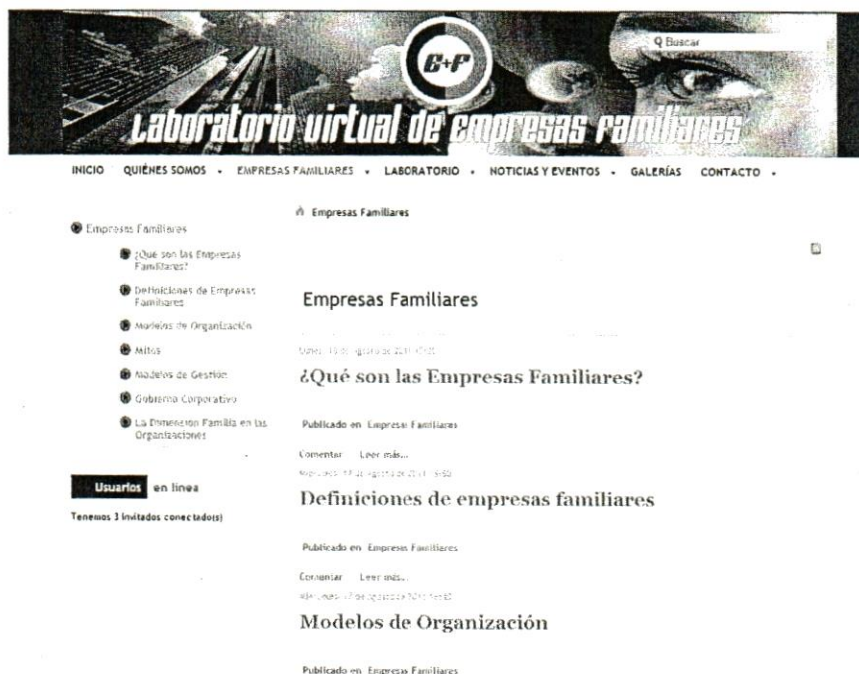 Buscar
E+F
Laboratorio virtual de empresas familiares
INICIO QUIÉNES SOMOS EMPRESAS FAMILIARES LABORATORIO NOTICIAS Y EVENTOS GALERÍAS CONTACTO
Empresas Familiares
¿Qué son las Empresas
Familiares?
Definiciones de Empresas
Familiares
Modelos de Organización
Mitos
Modelos de Gestión
Gobierno Corporativo
La Dimensión Familia en las
Organizaciones
Usuarios en línea
Tenemos 3 invitados conectado(s)
Empresas Familiares
Empresas Familiares
¿Qué son las Empresas Familiares?
Publicado en Empresas Familiares
Comentar Leer más...
Definiciones de empresas familiares
Publicado en Empresas Familiares
Comentar Leer más...
Modelos de Organización
Publicado en Empresas Familiares